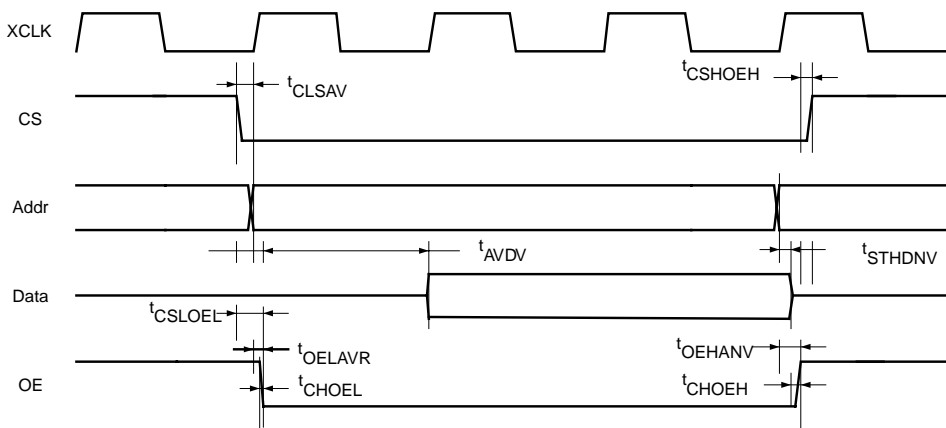 XCLK
tCSHOEH
tCLSAV
CS
Addr
tAVDV
tSTHDNV
Data
tCSLOEL
tOELAVR
tOEHANV
OE
tCHOEL
tCHOEH